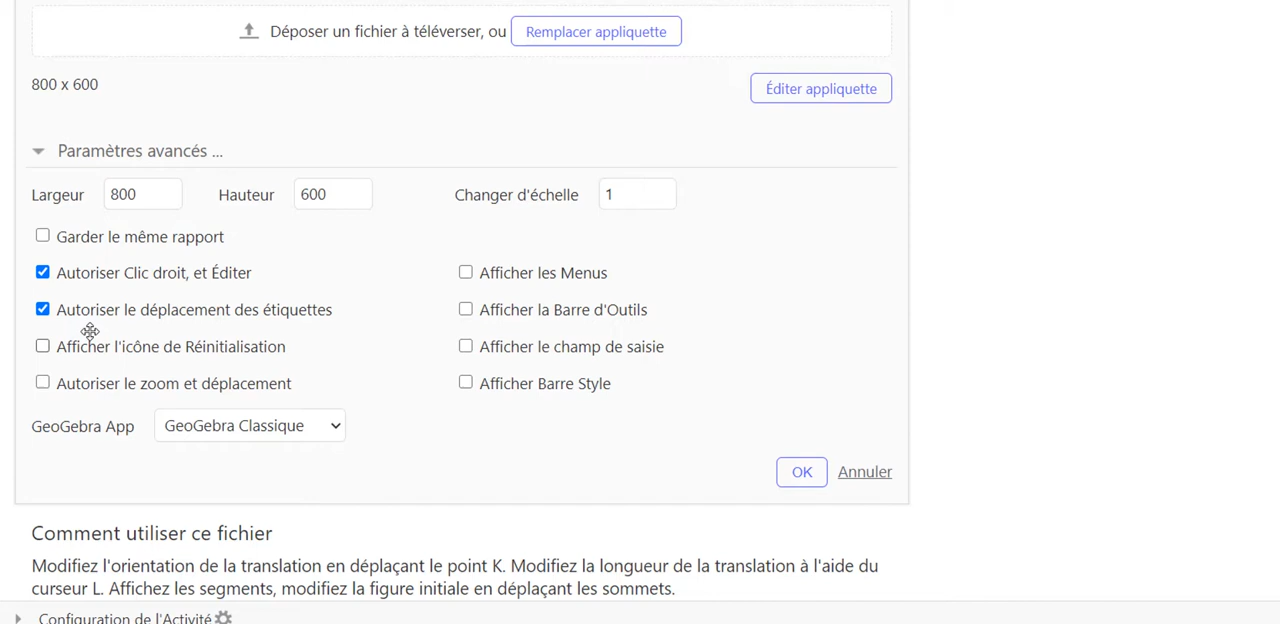 Déposer un fichier à téléverser, ou Remplacer appliquette
800 x 600 Éditer appliquette
Paramètres avancés ...
Largeur 800 Hauteur 600 Changer d'échelle 1
Garder le même rapport
Autoriser Clic droit, et Éditer Afficher les Menus
Autoriser le déplacement des étiquettes Afficher la Barre d'Outils
Afficher l'icône de Réinitialisation Afficher le champ de saisie
Autoriser le zoom et déplacement Afficher Barre Style
GeoGebra App GeoGebra Classique
OK Annuler
Comment utiliser ce fichier
Modifiez l'orientation de la translation en déplaçant le point K. Modifiez la longueur de la translation à l'aide du
curseur L. Affichez les segments, modifiez la figure initiale en déplaçant les sommets.
Configuration de l'Activité